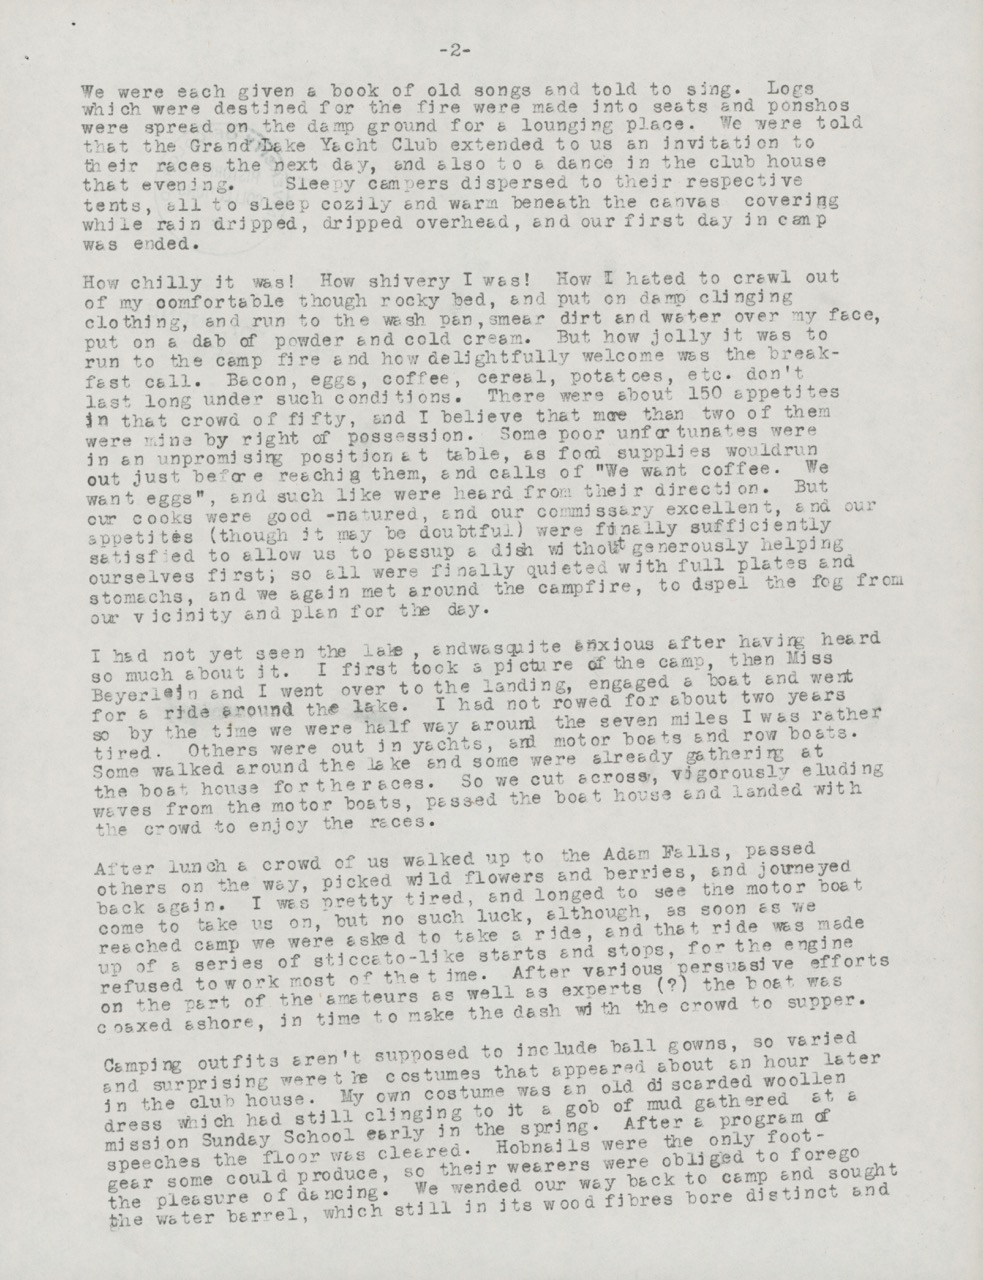 -2-
We were each given a book of old songs and told to sing.  Logs
which were destined for the fire were made into seats and ponshos
were spread on the damp ground for a lounging place.  We were told
that the Grand Lake Yacht Club extended to us an invitation to
their races the next day, and also to a dance in the club house
that evening.    Sleepy campers dispersed to their respective
tents, all to sleep cozily and warm beneath the canvas  covering
while rain dripped, dripped overhead, and our first day in camp
was ended.
How chilly it was!  How shivery I was!  How I hated to crawl out
of my comfortable though rocky bed, and put on damp clinging
clothing, and run to the wash pan,smear dirt and water over my face,
put on a dab of powder and cold cream.  But how jolly it was to
run to the camp fire and how delightfully welcome was the break-
fast call.  Bacon, eggs, coffee, cereal, potatoes, etc. don't
last long under such conditions.  There were about 150 appetites
in that crowd of fifty, and I believe that more than two of them
were mine by right of possession.  Some poor unfortunates were
in an unpromising position at table, as food supplies wouldrun
out just before reachig them, and calls of "We want coffee.  We
want eggs", and such like were heard from their direction.  But
our cooks were good -natured, and our commissary excellent, and our
appetites (though it may be doubtful) were finally sufficiently
satisfied to allow us to passup a dish without generously helping
ourselves first; so all were finally quieted with full plates and
stomachs, and we again met around the campfire, to dspel the fog from
our vicinity and plan for the day.
I had not yet seen the lake, andwasquite anxious after having heard
so much about it.  I first took a picture of the camp, then Miss
Beyerlein and I went over to the landing, engaged a boat and went
for a ride around the lake.  I had not rowed for about two years
so by the time we were half way around the seven miles I was rather
tired.  Others were out in yachts, and motor boats and row boats.
Some walked around the lake and some were already gathering at
the boat house fortheraces.  So we cut across, vigorously eluding
waves from the motor boats, passed the boat house and landed with
the crowd to enjoy the races.
After lunch a crowd of us walked up to the Adam Falls, passed
others on the way, picked wild flowers and berries, and journeyed
back again.  I was pretty tired, and longed to see the motor boat
come to take us on, but no such luck, although, as soon as we
reached camp we were asked to take a ride, and that ride was made
up of a series of sticcato-like starts and stops, for the engine
refused to work most of the time.  After various persuasive efforts
on the part of the amateurs as well as experts (?) the boat was
coaxed ashore, in time to make the dash with the crowd to supper.
Camping outfits aren't supposed to include ball gowns, so varied
and surprising were the costumes that appeared about an hour later
in the club house.  My own costume was an old discarded woollen
dress which had still clinging to it a gob of mud gathered  at a
mission Sunday School early in the spring.  After a program of
speeches the floor was cleared.  Hobnails were the only foot-
gear some could produce, so their wearers were obliged to forego
the pleasure of dancing.  We wended our way back to camp and sought
the water barrel, which still in its wood fibres bore distinct and